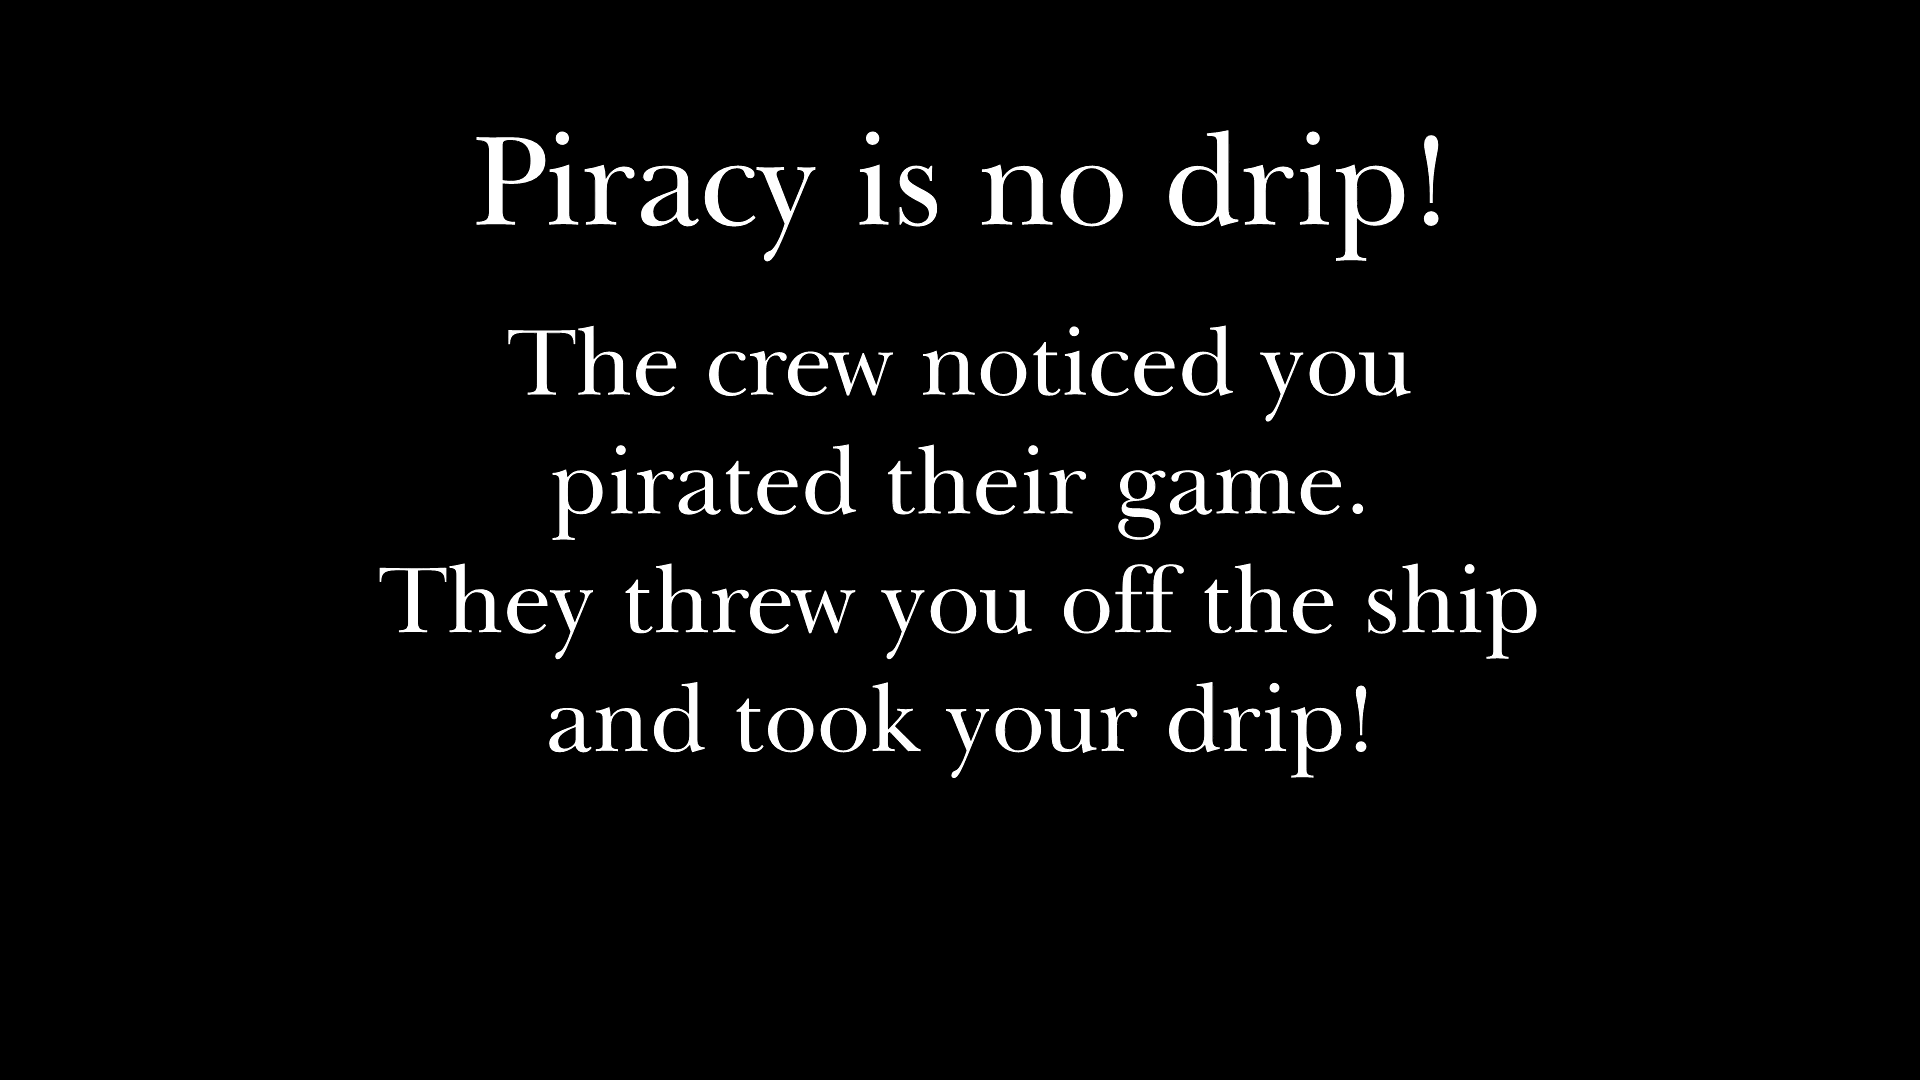 Piracy is no drip!
The crew noticed you
pirated their game.
They threw you off the ship
and took your drip!